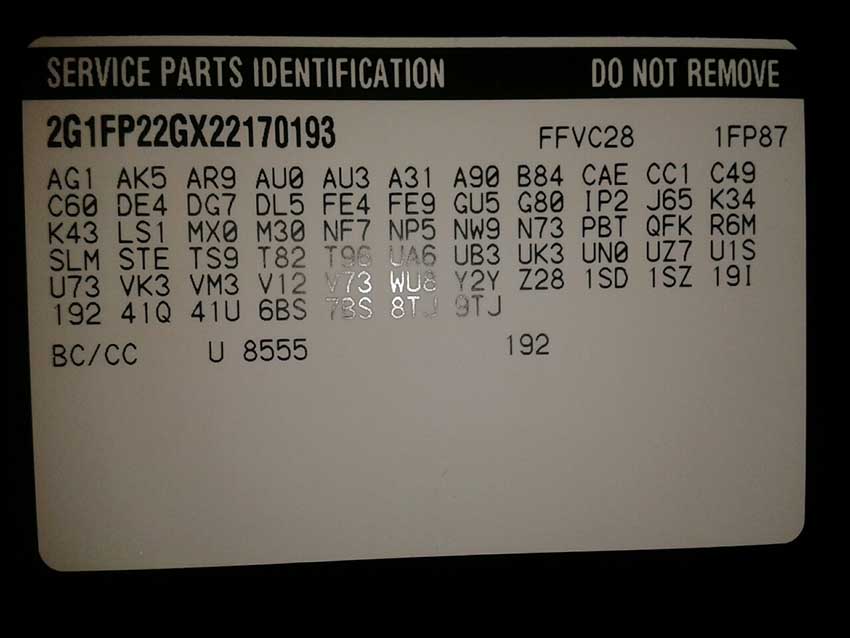 SERVICE PARTS IDENTIFICATION DO NOT REMOVE
2G1FP22GX22170193 FFVC28 1FP87
AG1 AK5 AR9 AU0 AU3 A31 A90 B84 CAE CC1 C49
C60 DE4 DG7 DL5 FE4 FE9 GU5 G80 IP2 J65 K34
K43 LS1 MX0 M30 NF7 NP5 NW9 N73 PBT QFK R6M
SLM STE TS9 T82 T96 UA6 UB3 UK3 UN0 UZ7 U1S
U73 VK3 VM3 V12 V73 WU8 Y2Y Z28 1SD 1SZ 19I
192 41Q 41U 6BS 7BS 8TJ 9TJ
BC/CC U 8555 192